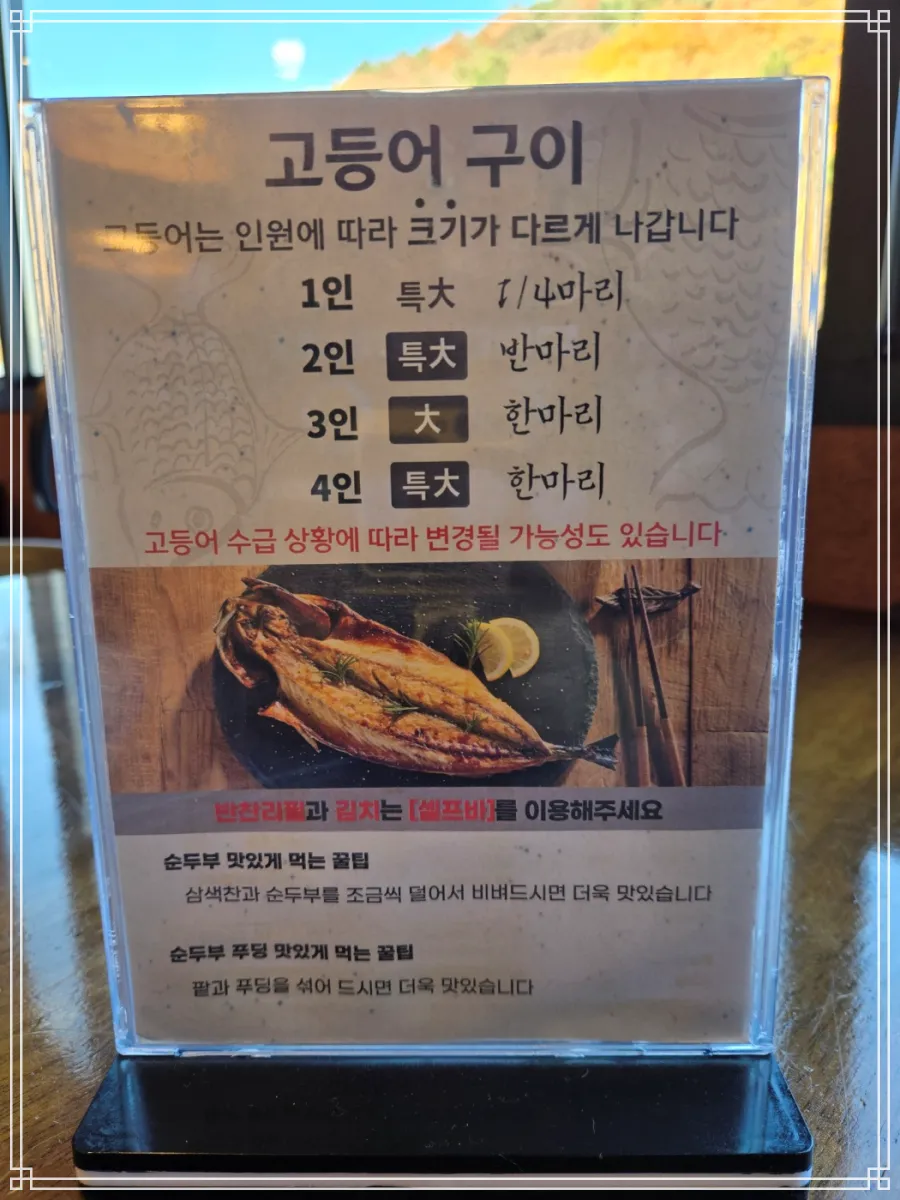 고등어 구이
고등어는 인원에 따라 크기가 다르게 나갑니다
1인 특大 1/4마리
2인 특大 반마리
3인 大 한마리
4인 특大 한마리
고등어 수급 상황에 따라 변경될 가능성도 있습니다
반찬리필과 김치는 [셀프바]를 이용해주세요
순두부 맛있게 먹는 꿀팁
삼색찬과 순두부를 조금씩 덜어서 비벼드시면 더욱 맛있습니다
순두부 푸딩 맛있게 먹는 꿀팁
팥과 푸딩을 섞어 드시면 더욱 맛있습니다